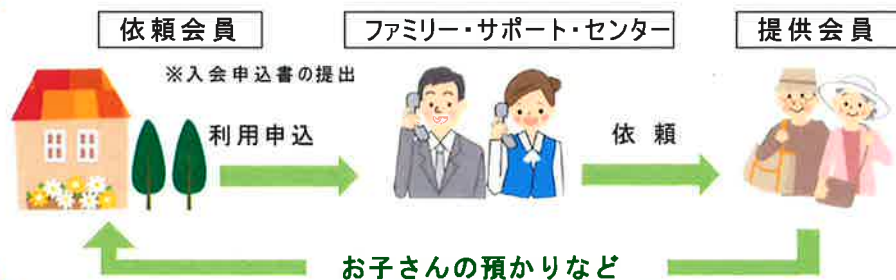 依頼会員
ファミリー・サポート・センター
提供会員
※入会申込書の提出
利用申込
依頼
お子さんの預かりなど